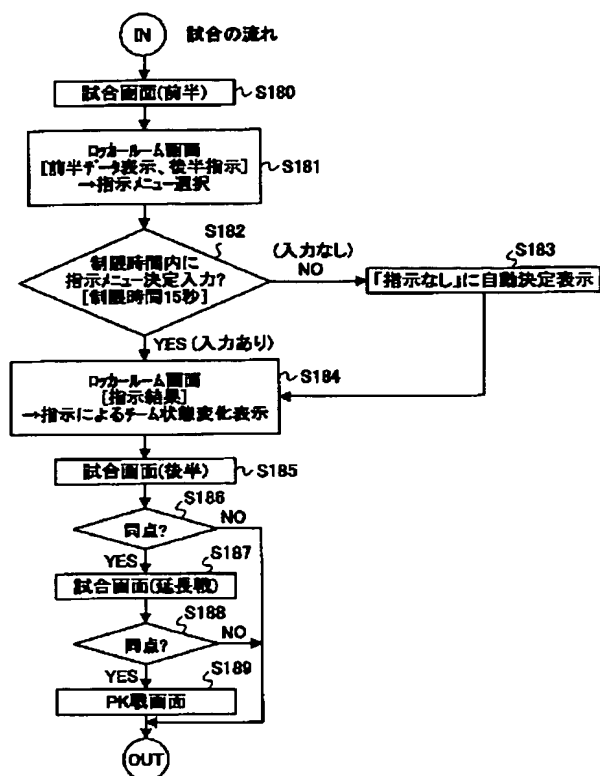 IN 試合の流れ
試合画面(前半) S180
ロッカールーム画面
[前半データ表示、後半指示]
→指示メニュー選択
S181
S182
制限時間内に
指示メニュー決定入力?
[制限時間15秒]
(入力なし)
NO
S183
「指示なし」に自動決定表示
YES (入力あり)
ロッカールーム画面
[指示結果]
→指示によるチーム状態変化表示
S184
試合画面(後半) S185
S186
同点?
NO
YES
S187
試合画面(延長戦)
S188
同点?
NO
YES
S189
PK戦画面
OUT